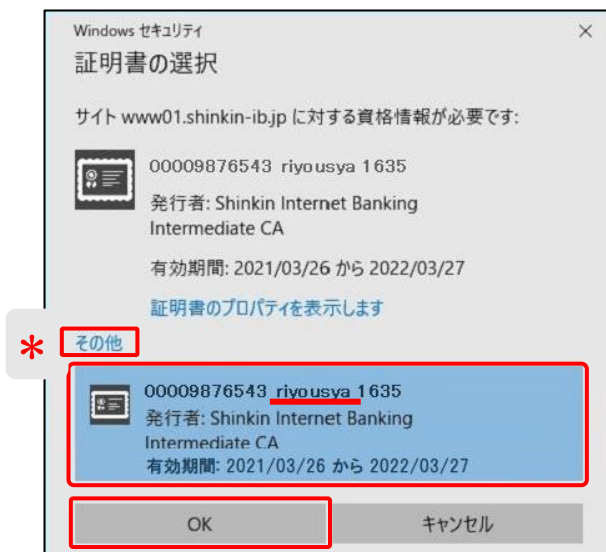 Windows セキュリティ
証明書の選択
サイト www01.shinkin-ib.jp に対する資格情報が必要です:
00009876543 riyousya 1635
発行者: Shinkin Internet Banking
Intermediate CA
有効期間: 2021/03/26 から 2022/03/27
証明書のプロパティを表示します
* その他
00009876543 riyousya 1635
発行者: Shinkin Internet Banking
Intermediate CA
有効期間: 2021/03/26 から 2022/03/27
OK キャンセル